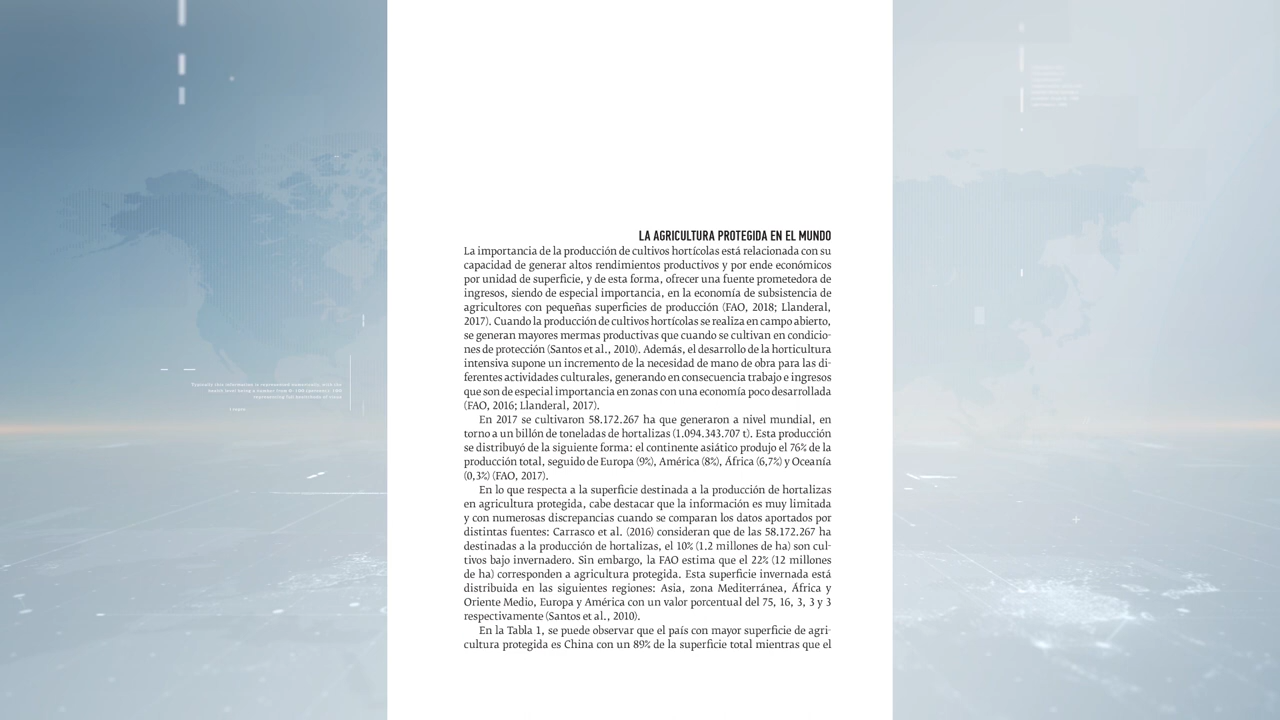 LA AGRICULTURA PROTEGIDA EN EL MUNDO
La importancia de la producción de cultivos hortícolas está relacionada con su
capacidad de generar altos rendimientos productivos y por ende económicos
por unidad de superficie, y de esta forma, ofrecer una fuente prometedora de
ingresos, siendo de especial importancia, en la economía de subsistencia de
agricultores con pequeñas superficies de producción (FAO, 2018; Llanderal,
2017). Cuando la producción de cultivos hortícolas se realiza en campo abierto,
se generan mayores mermas productivas que cuando se cultivan en condicio-
nes de protección (Santos et al., 2010). Además, el desarrollo de la horticultura
intensiva supone un incremento de la necesidad de mano de obra para las di-
ferentes actividades culturales, generando en consecuencia trabajo e ingresos
que son de especial importancia en zonas con una economía poco desarrollada
(FAO, 2016; Llanderal, 2017).
En 2017 se cultivaron 58.172.267 ha que generaron a nivel mundial, en
torno a un billón de toneladas de hortalizas (1.094.343.707 t). Esta producción
se distribuyó de la siguiente forma: el continente asiático produjo el 76% de la
producción total, seguido de Europa (9%), América (8%), África (6,7%) y Oceanía
(0,3%) (FAO, 2017).
En lo que respecta a la superficie destinada a la producción de hortalizas
en agricultura protegida, cabe destacar que la información es muy limitada
y con numerosas discrepancias cuando se comparan los datos aportados por
distintas fuentes: Carrasco et al. (2016) consideran que de las 58.172.267 ha
destinadas a la producción de hortalizas, el 10% (1.2 millones de ha) son cul-
tivos bajo invernadero. Sin embargo, la FAO estima que el 22% (12 millones
de ha) corresponden a agricultura protegida. Esta superficie invernada está
distribuida en las siguientes regiones: Asia, zona Mediterránea, África y
Oriente Medio, Europa y América con un valor porcentual del 75, 16, 3, 3 y 3
respectivamente (Santos et al., 2010).
En la Tabla 1, se puede observar que el país con mayor superficie de agri-
cultura protegida es China con un 89% de la superficie total mientras que el